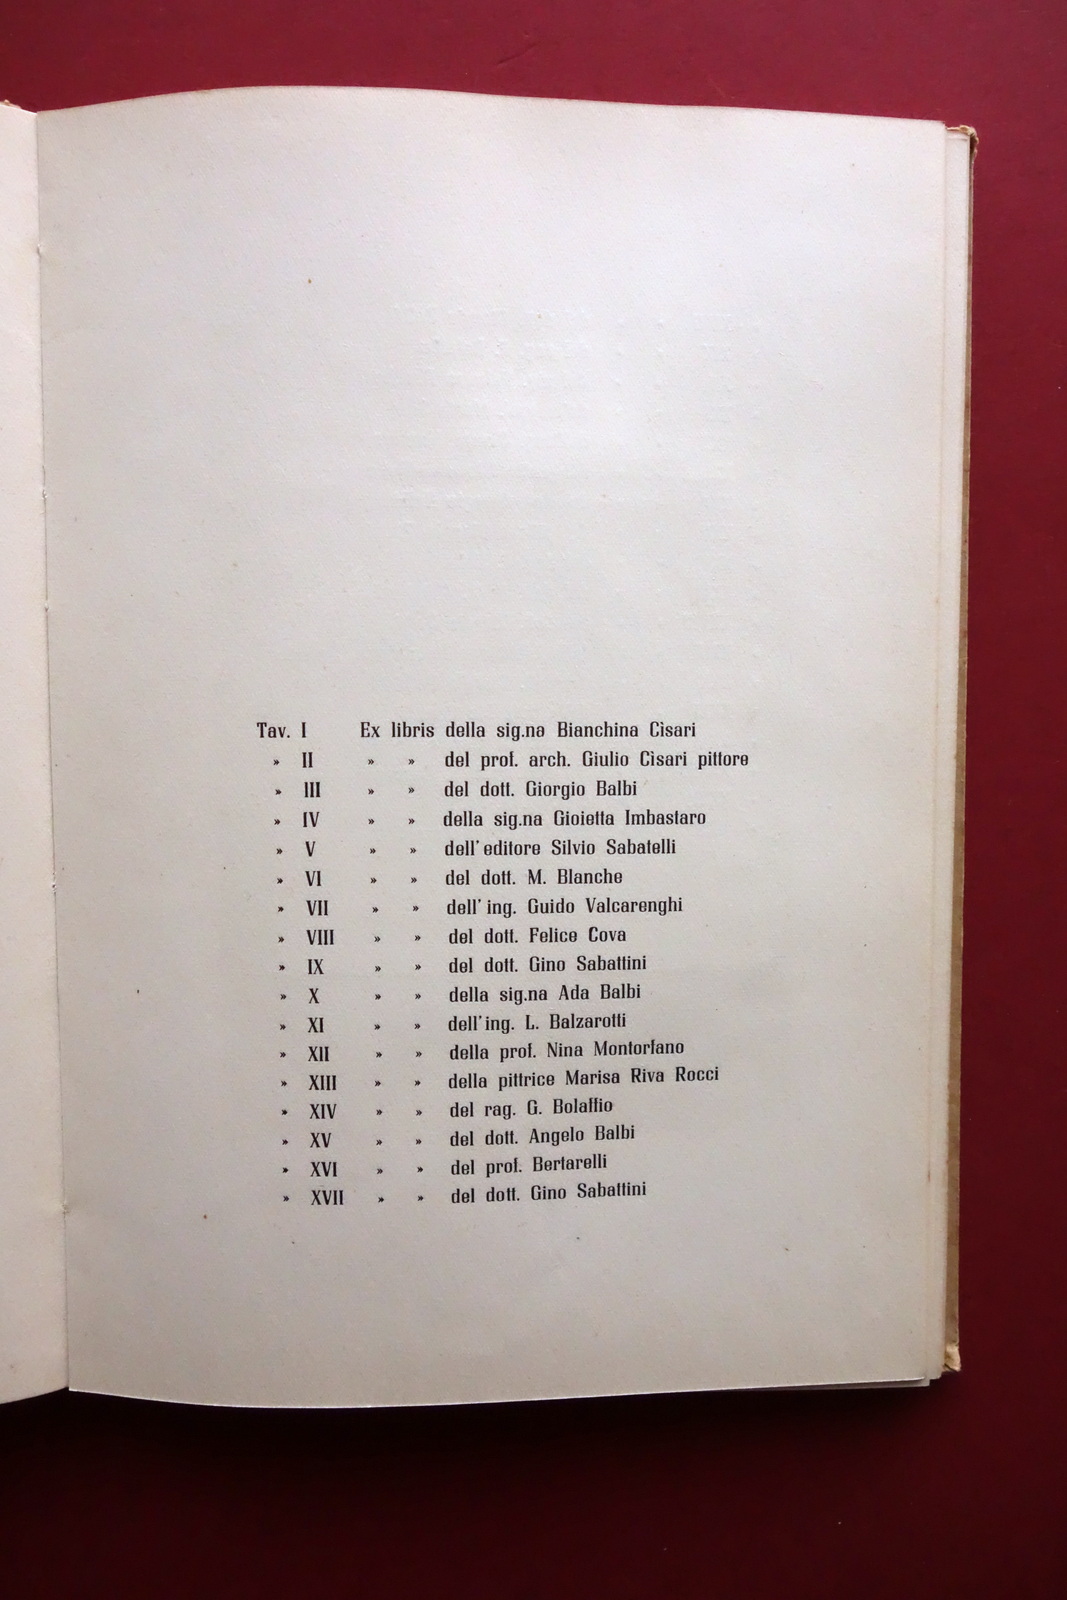 Tav. I Ex libris della sig.na Bianchina Cisari
» II » » del prof. arch. Giulio Cisari pittore
» III » » del dott. Giorgio Balbi
» IV » » della sig.na Gioietta Imbastaro
» V » » dell'editore Silvio Sabatelli
» VI » » del dott. M. Blanche
» VII » » dell'ing. Guido Valcarenghi
» VIII » » del dott. Felice Cova
» IX » » del dott. Gino Sabattini
» X » » della sig.na Ada Balbi
» XI » » dell'ing. L. Balzarotti
» XII » » della prof. Nina Montorfano
» XIII » » della pittrice Marisa Riva Rocci
» XIV » » del rag. G. Bolaffio
» XV » » del dott. Angelo Balbi
» XVI » » del prof. Bertarelli
» XVII » » del dott. Gino Sabattini